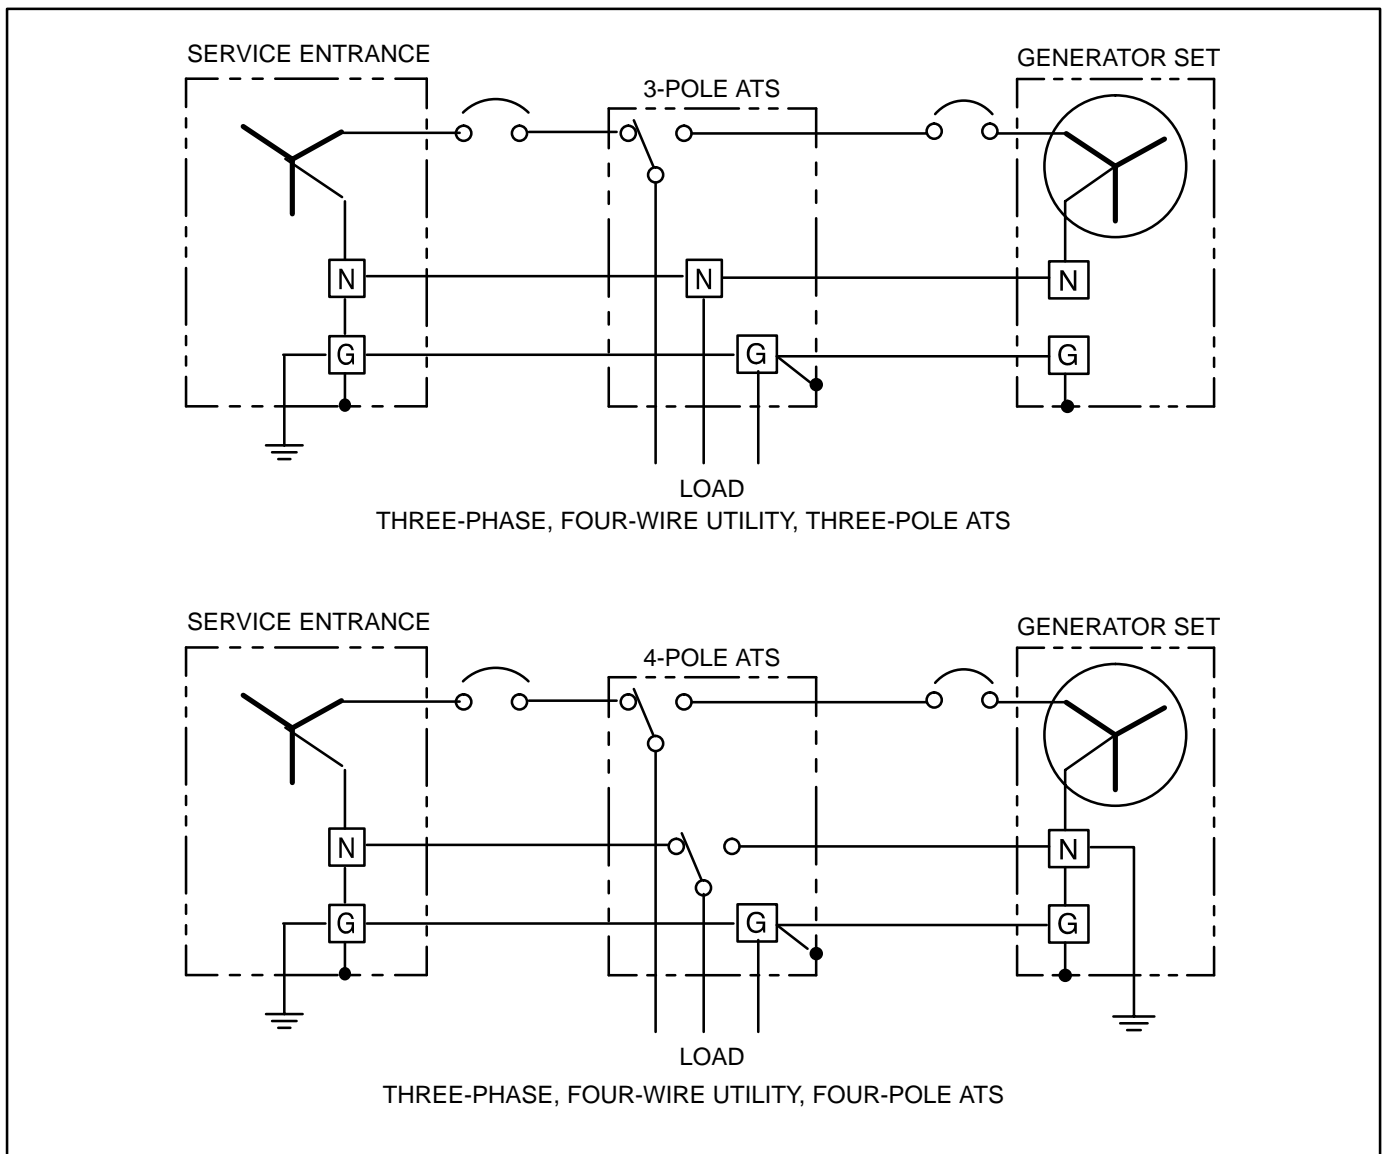 SERVICE ENTRANCE
GENERATOR SET
3-POLE ATS
N
N
N
G
G
G
LOAD
THREE-PHASE, FOUR-WIRE UTILITY, THREE-POLE ATS
SERVICE ENTRANCE
GENERATOR SET
4-POLE ATS
N
N
G
G
G
LOAD
THREE-PHASE, FOUR-WIRE UTILITY, FOUR-POLE ATS